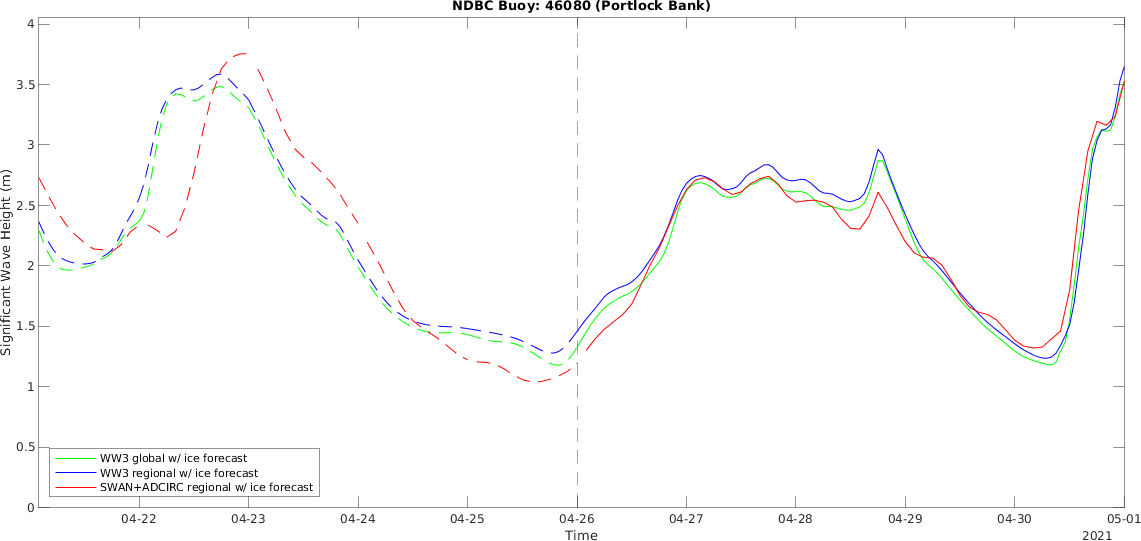 NDBC Buoy: 46080 (Portlock Bank)
4
3.5
3
2.5
2
1.5
1
0.5
0
Significant Wave Height (m)
WW3 global w/ ice forecast
WW3 regional w/ ice forecast
SWAN+ADCIRC regional w/ ice forecast
04-22 04-23 04-24 04-25 04-26 04-27 04-28 04-29 04-30 05-01
Time
2021